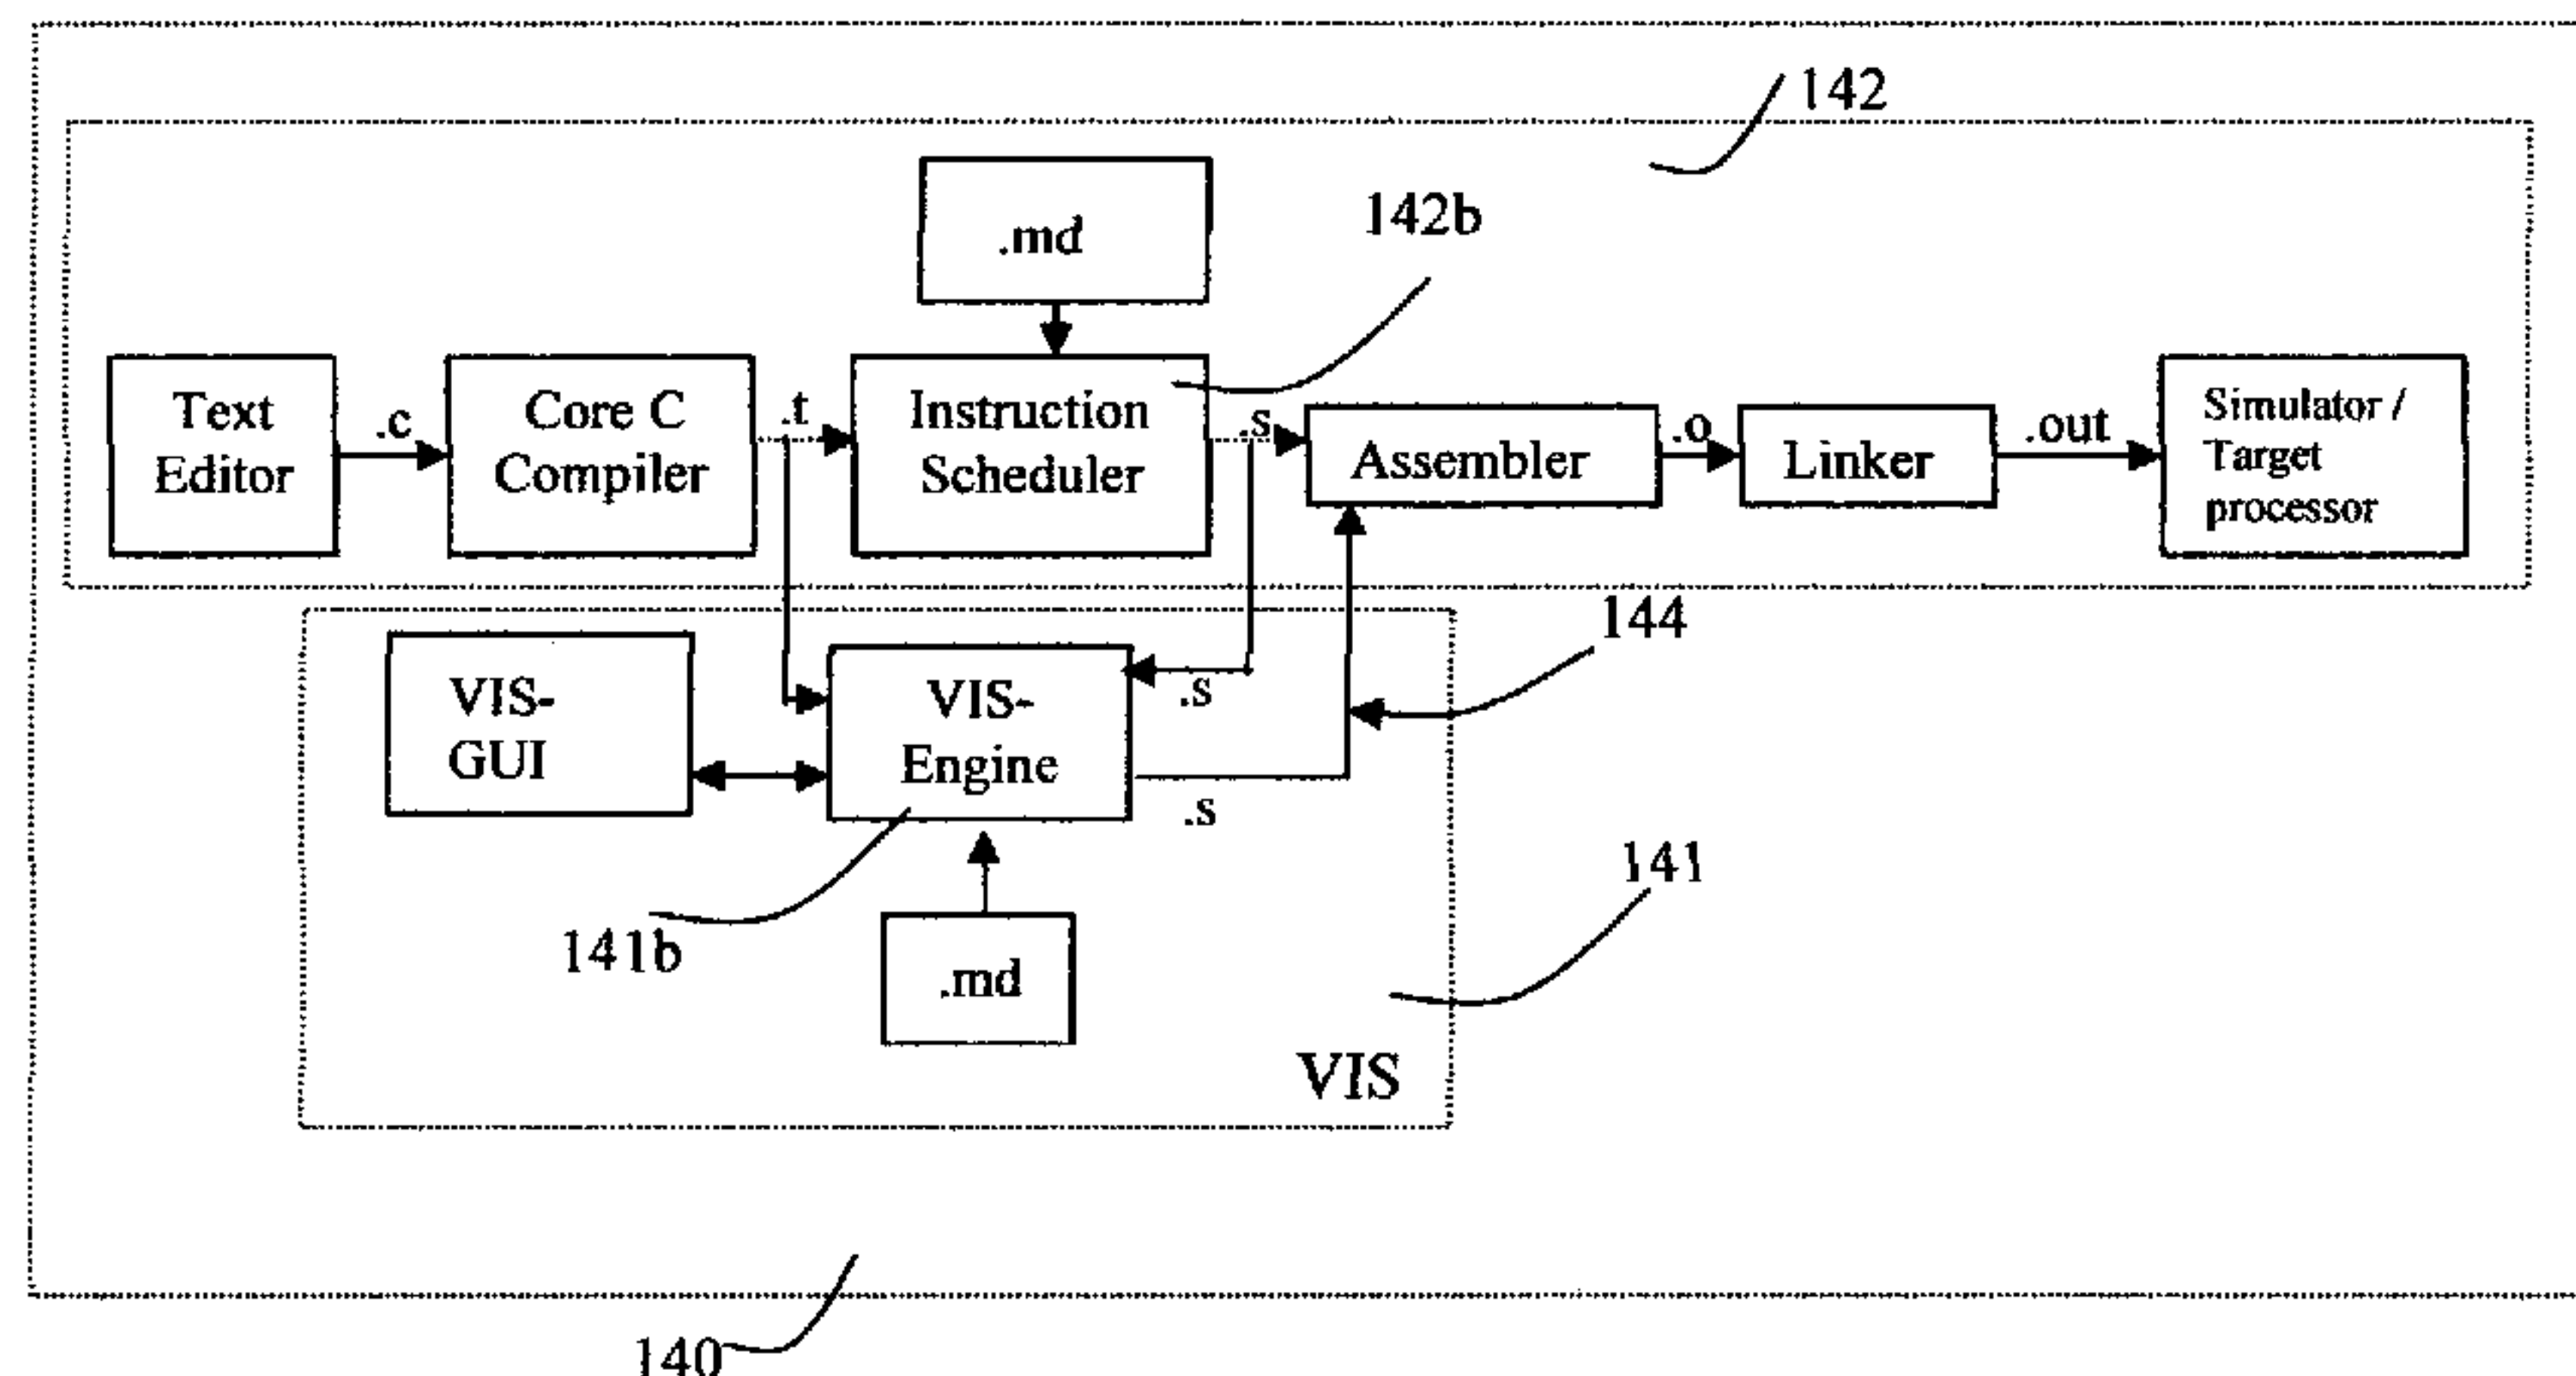 142
.md
142b
Text
Editor
.c
Core C
Compiler
.t
Instruction
Scheduler
.s
Assembler
.o
Linker
.out
Simulator /
Target
processor
144
VIS-
GUI
VIS-
Engine
.s
.s
141
141b
.md
VIS
140